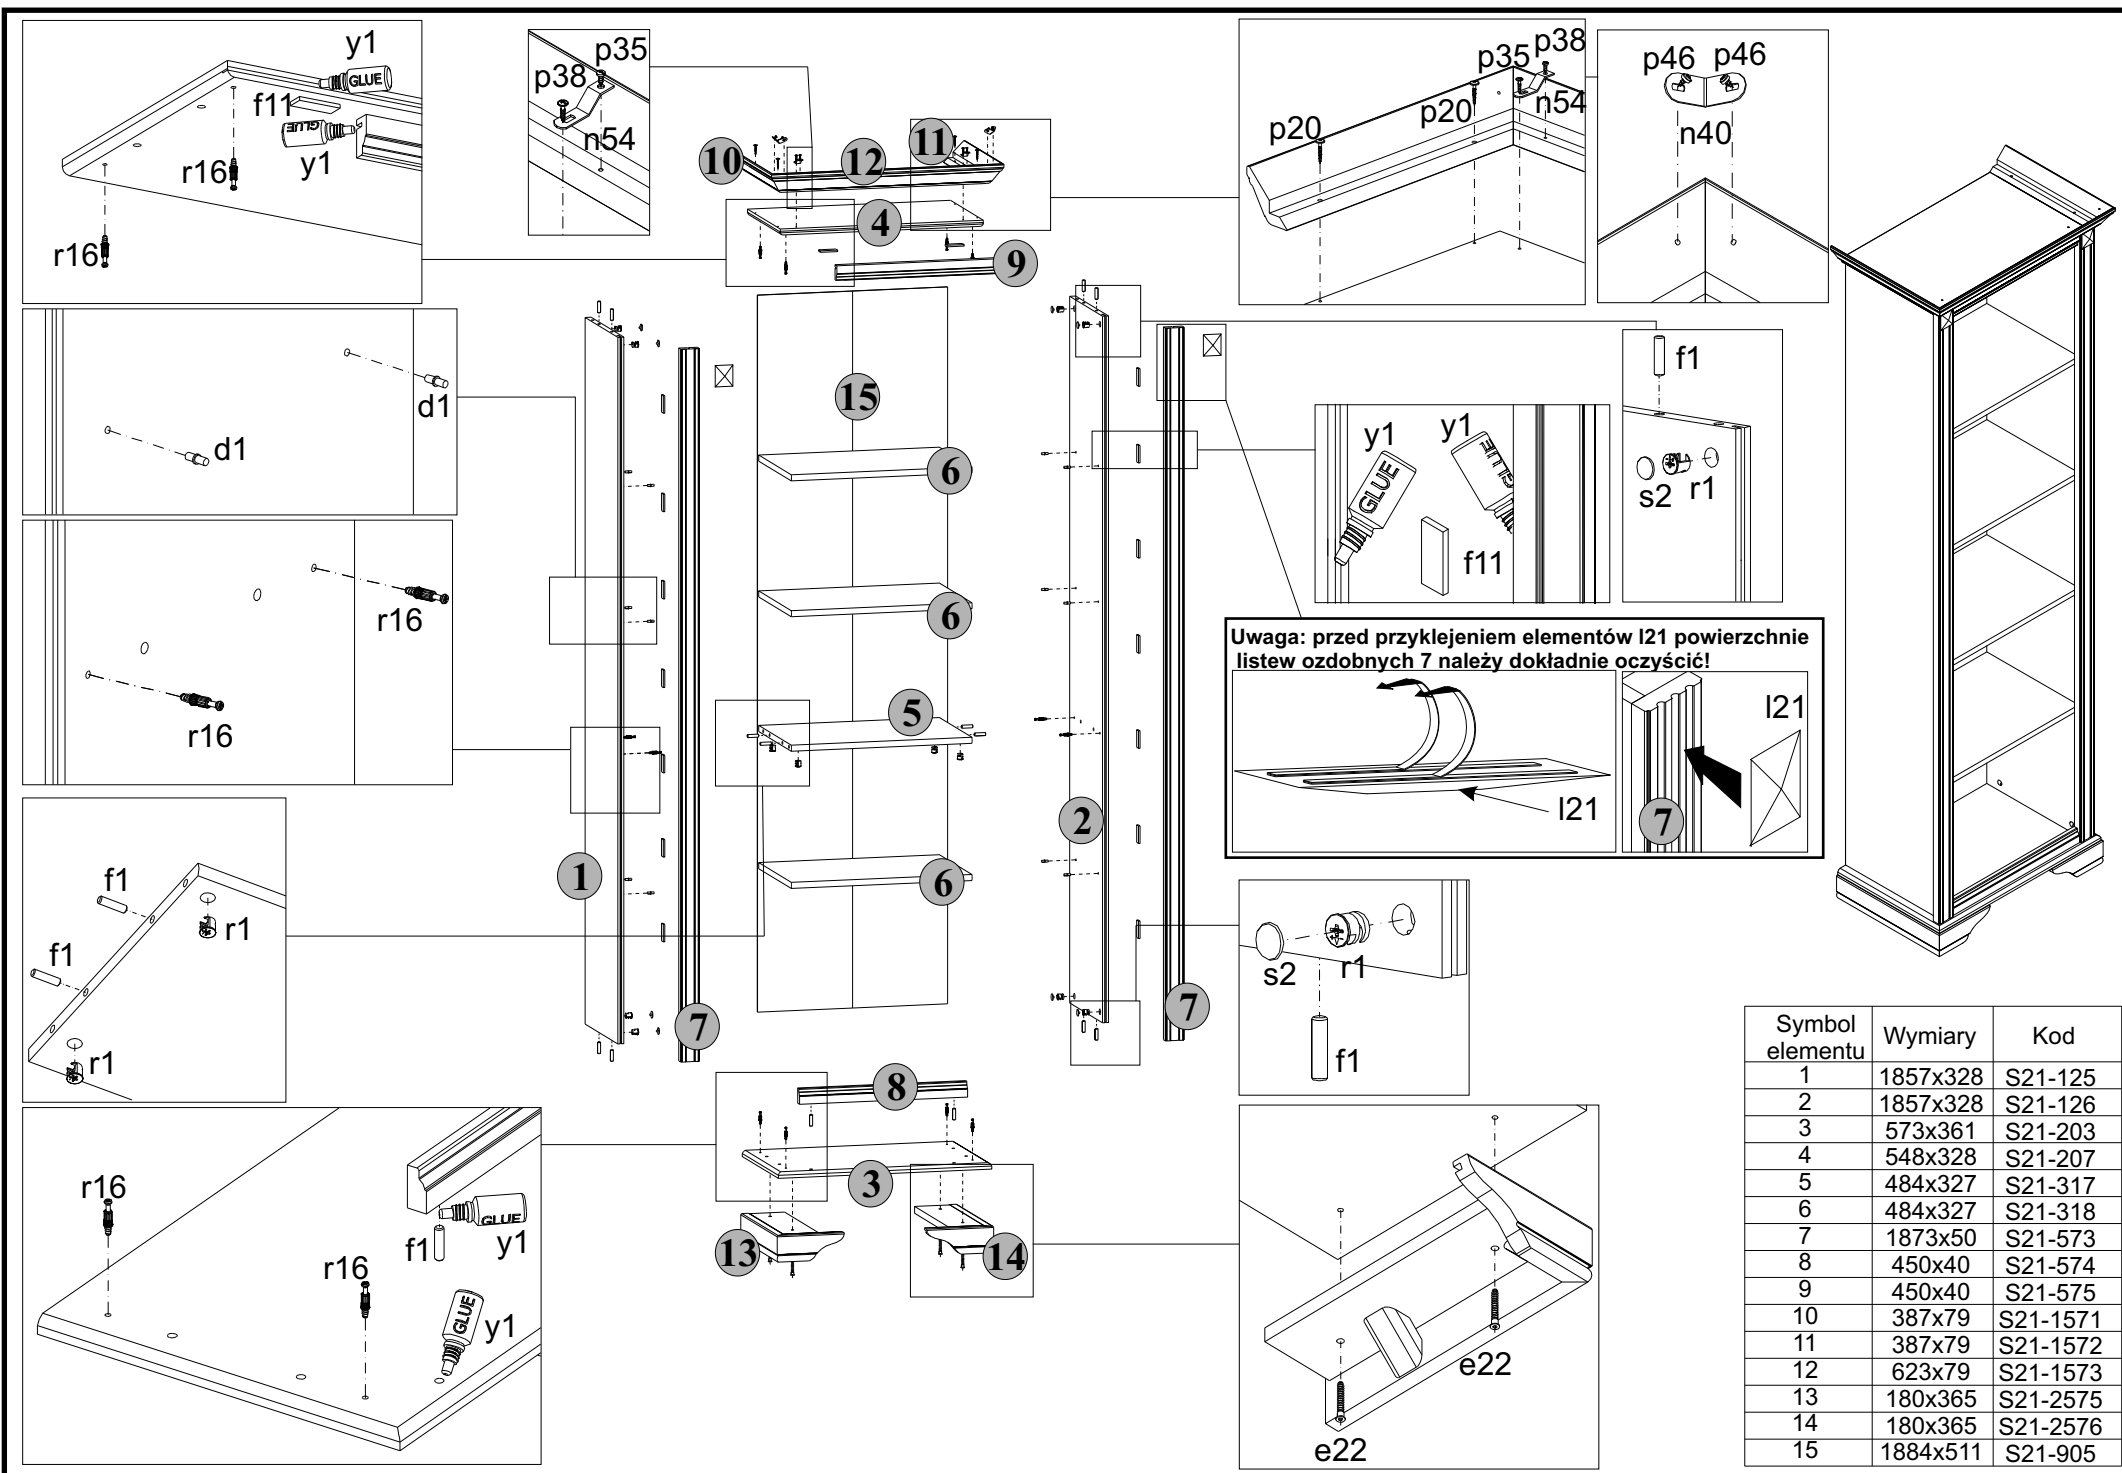 y1
GLUE
f11
GLUE
y1
r16
r16
p35
p38
n54
p38
p35
p20
p20
n54
p46 p46
n40
10
11
12
4
9
d1
d1
r16
r16
15
6
6
5
6
1
7
2
7
f1
s2 r1
y1
y1
GLUE
GLUE
f11
Uwaga: przed przyklejeniem elementów l21 powierzchnie
listew ozdobnych 7 należy dokładnie oczyścić!
l21
l21
7
f1
r1
f1
r1
s2
r1
f1
8
3
13
14
r16
GLUE
f1
y1
r16
GLUE
y1
e22
e22
Symbol elementu Wymiary Kod
1 1857x328 S21-125
2 1857x328 S21-126
3 573x361 S21-203
4 548x328 S21-207
5 484x327 S21-317
6 484x327 S21-318
7 1873x50 S21-573
8 450x40 S21-574
9 450x40 S21-575
10 387x79 S21-1571
11 387x79 S21-1572
12 623x79 S21-1573
13 180x365 S21-2575
14 180x365 S21-2576
15 1884x511 S21-905